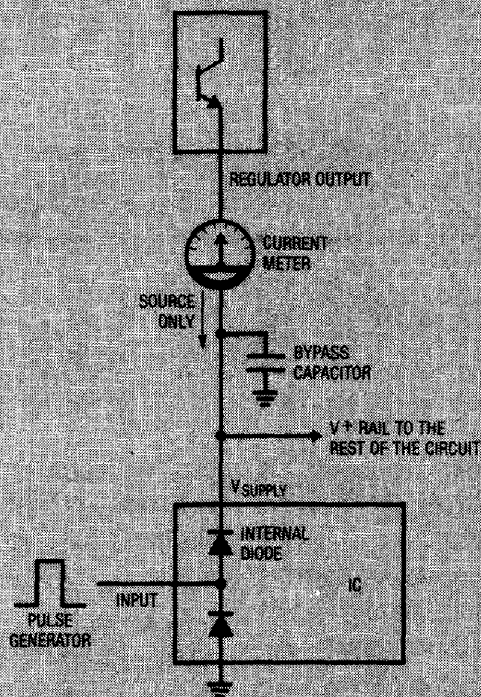 REGULATOR OUTPUT
CURRENT
METER
SOURCE
ONLY
BYPASS
CAPACITOR
V+ RAIL TO THE
REST OF THE CIRCUIT
VSUPPLY
INTERNAL
DIODE
IC
INPUT
PULSE
GENERATOR